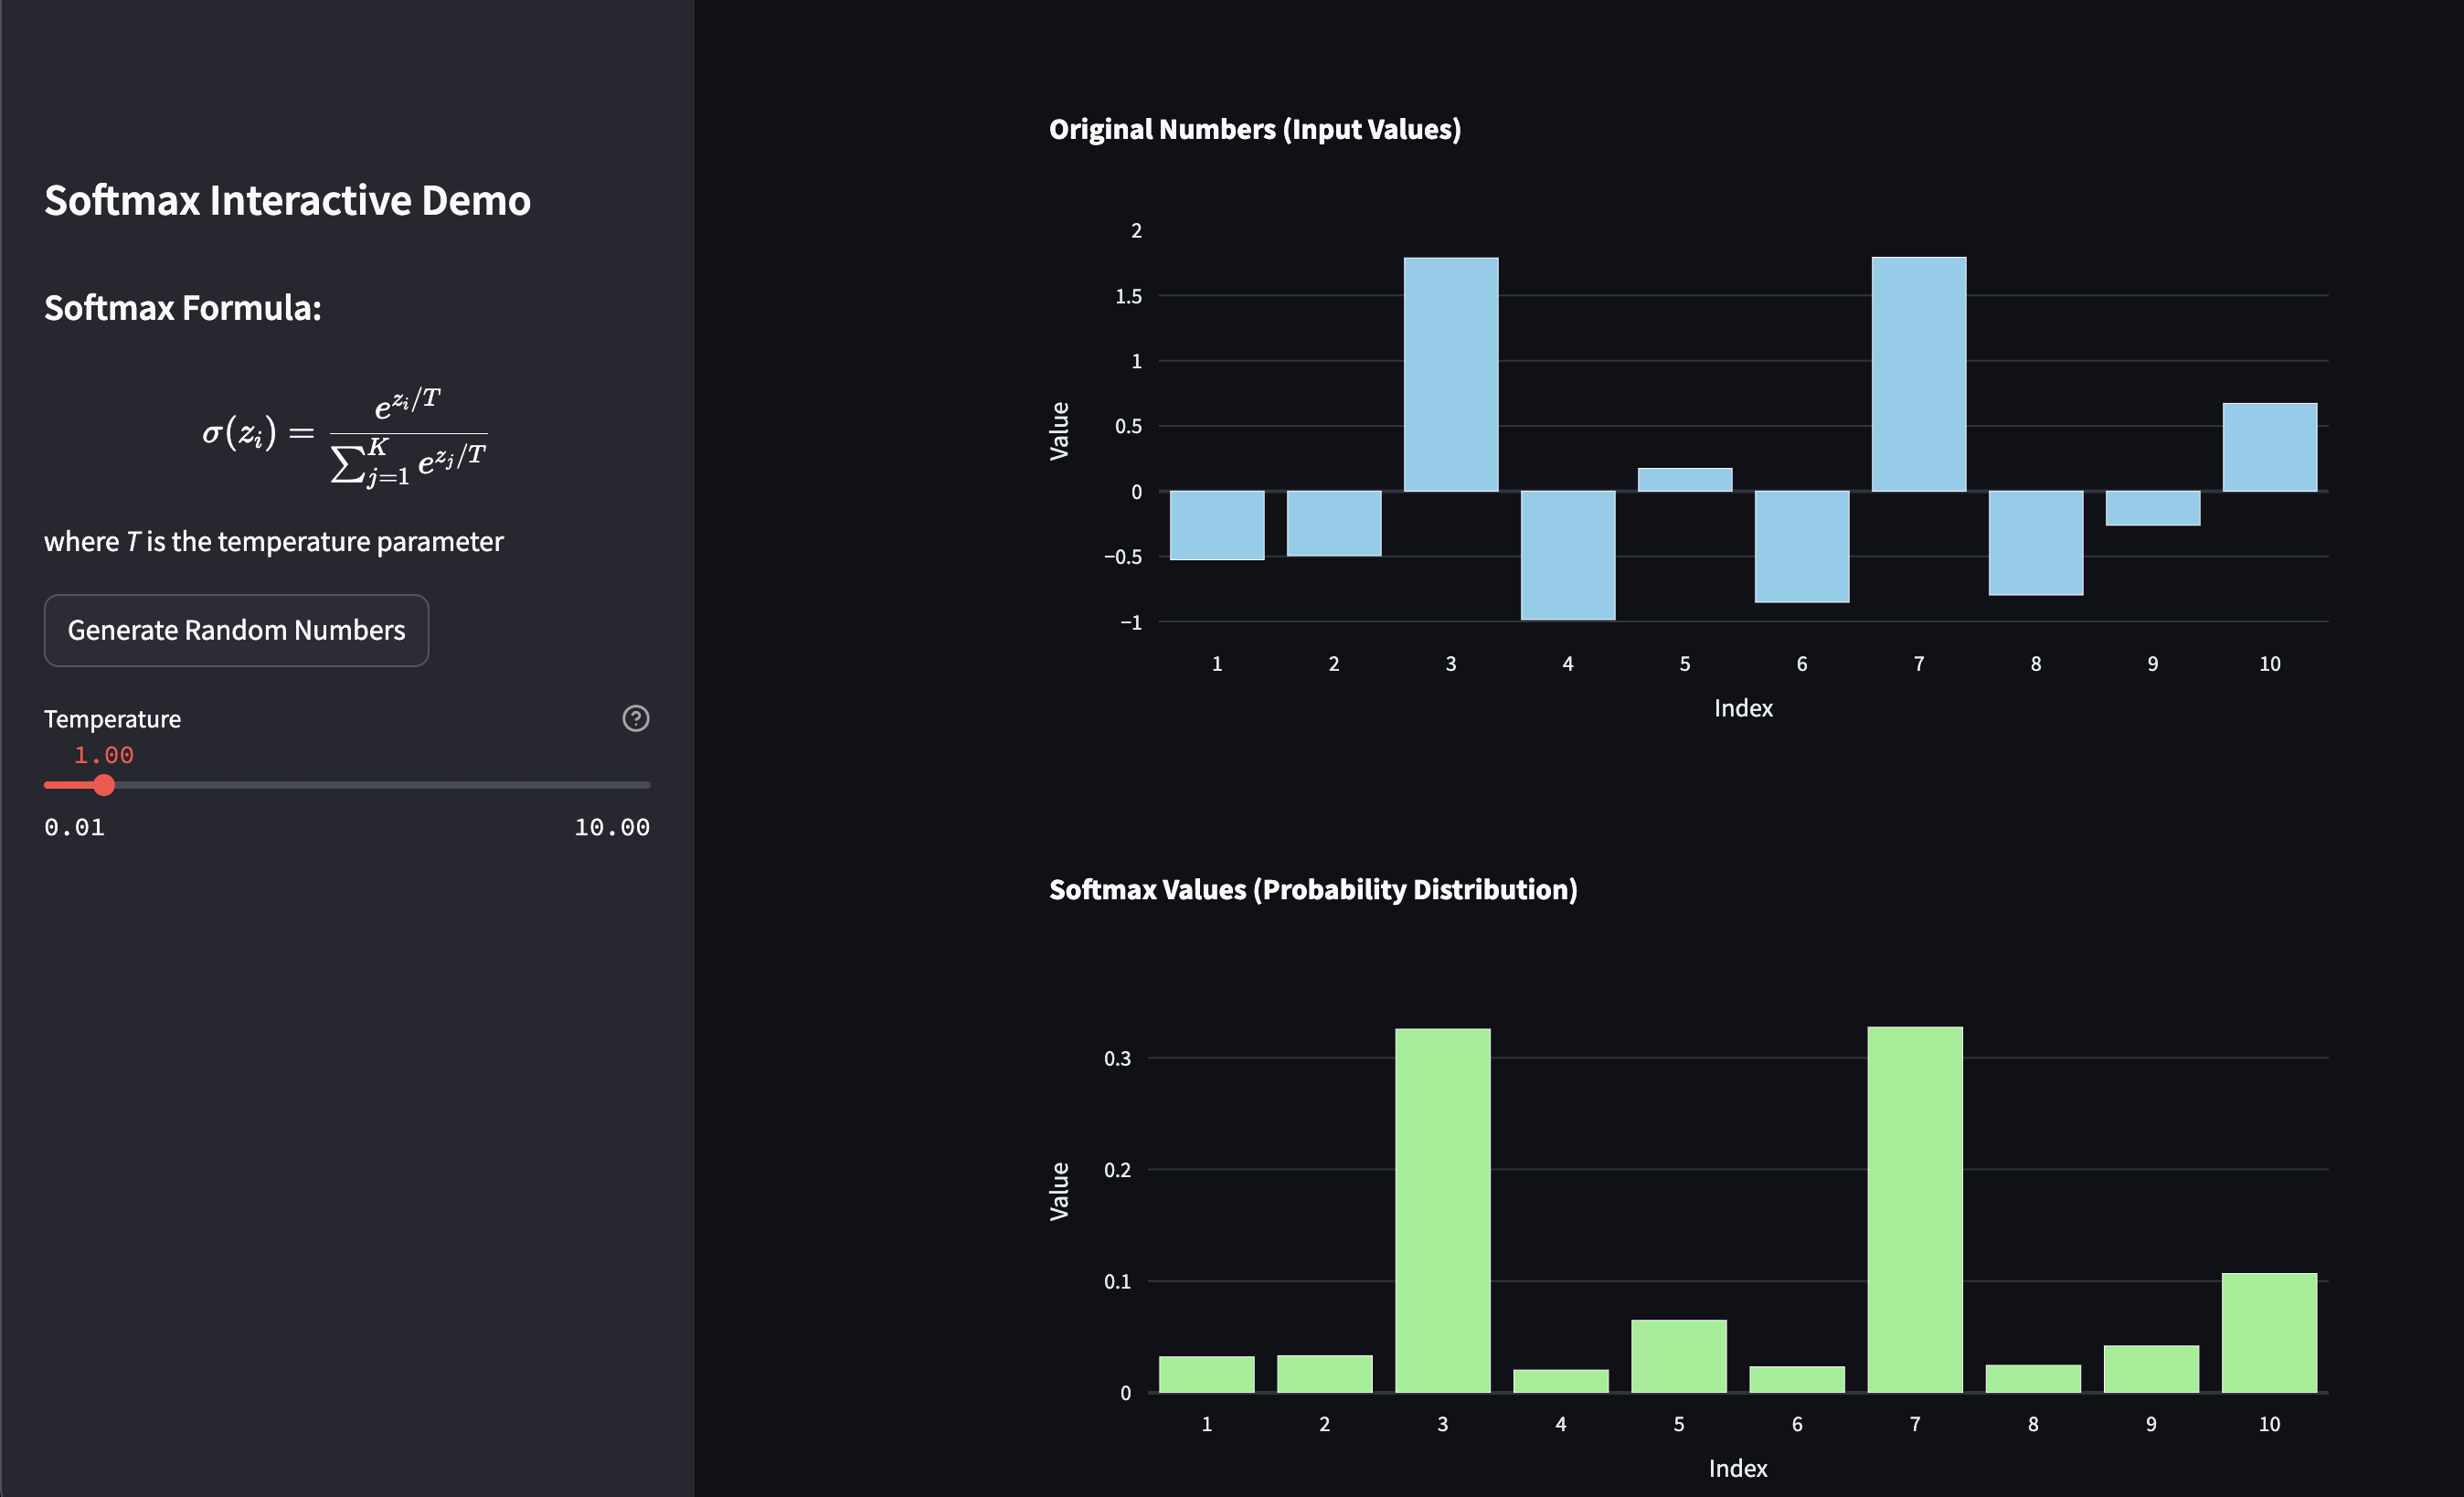 Softmax Interactive Demo
Softmax Formula:
σ(z_i) = e^{z_i/T} / ∑_{j=1}^{K} e^{z_j/T}
where T is the temperature parameter
Generate Random Numbers
Temperature
1.00
0.01 10.00
Original Numbers (Input Values)
Value
2
1.5
1
0.5
0
−0.5
−1
1 2 3 4 5 6 7 8 9 10
Index
Softmax Values (Probability Distribution)
Value
0.3
0.2
0.1
0
1 2 3 4 5 6 7 8 9 10
Index